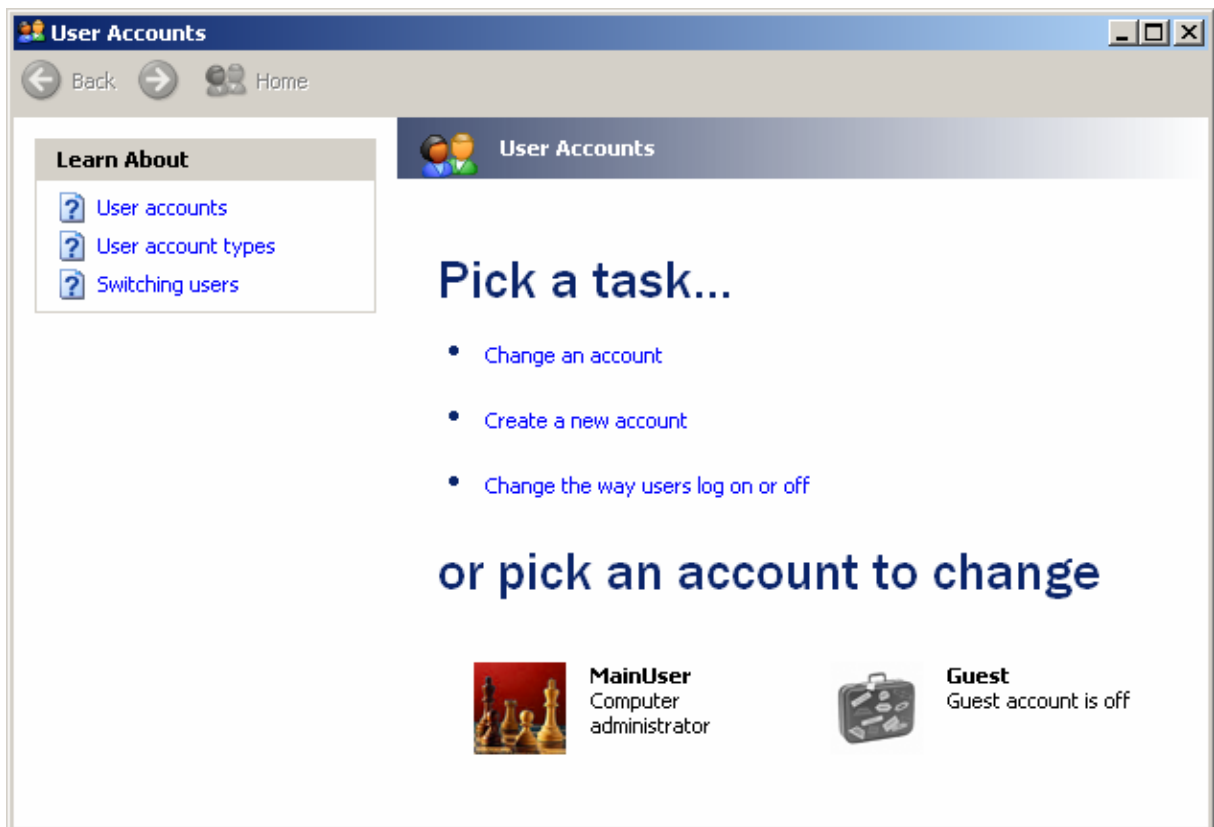 User Accounts
Back
Home
Learn About
User accounts
User account types
Switching users
User Accounts
Pick a task...
Change an account
Create a new account
Change the way users log on or off
or pick an account to change
MainUser
Computer
administrator
Guest
Guest account is off